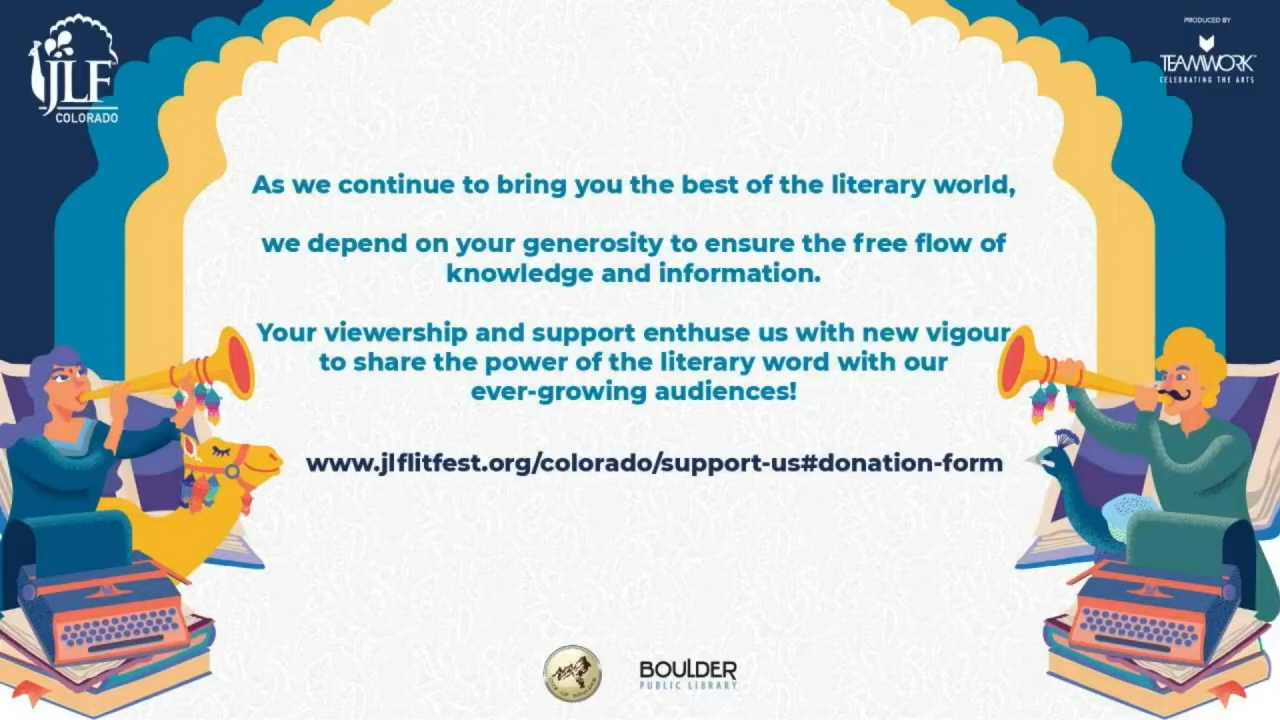 JLF
COLORADO
PRODUCED BY
TEAMWORK
CELEBRATING THE ARTS
As we continue to bring you the best of the literary world,
we depend on your generosity to ensure the free flow of
knowledge and information.
Your viewership and support enthuse us with new vigour
to share the power of the literary word with our
ever-growing audiences!
www.jlflitfest.org/colorado/support-us#donation-form
CITY OF BOULDER
BOULDER
PUBLIC LIBRARY